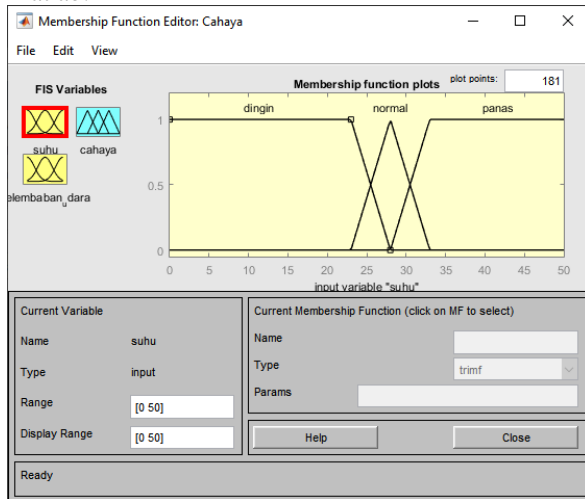 Membership Function Editor: Cahaya
File Edit View
FIS Variables
suhu cahaya
elembaban_udara
Membership function plots
plot points: 181
dingin normal panas
1
0.5
0
0 5 10 15 20 25 30 35 40 45 50
input variable "suhu"
Current Variable
Name suhu
Type input
Range [0 50]
Display Range [0 50]
Current Membership Function (click on MF to select)
Name
Type trimf
Params
Help Close
Ready